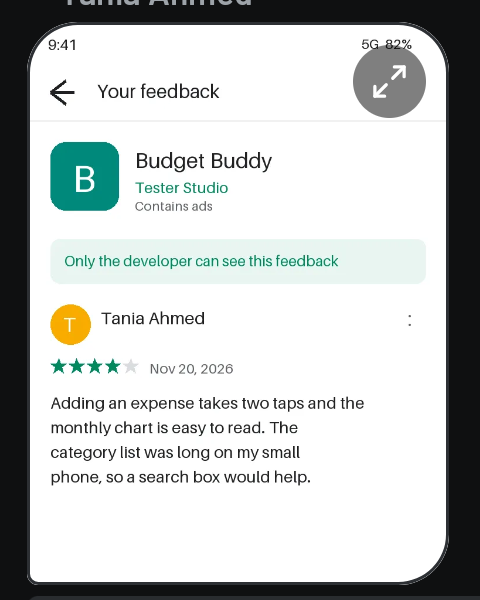 Tania Ahmed
9:41
5G 82%
Your feedback
B
Budget Buddy
Tester Studio
Contains ads
Only the developer can see this feedback
T
Tania Ahmed
Nov 20, 2026
Adding an expense takes two taps and the
monthly chart is easy to read. The
category list was long on my small
phone, so a search box would help.